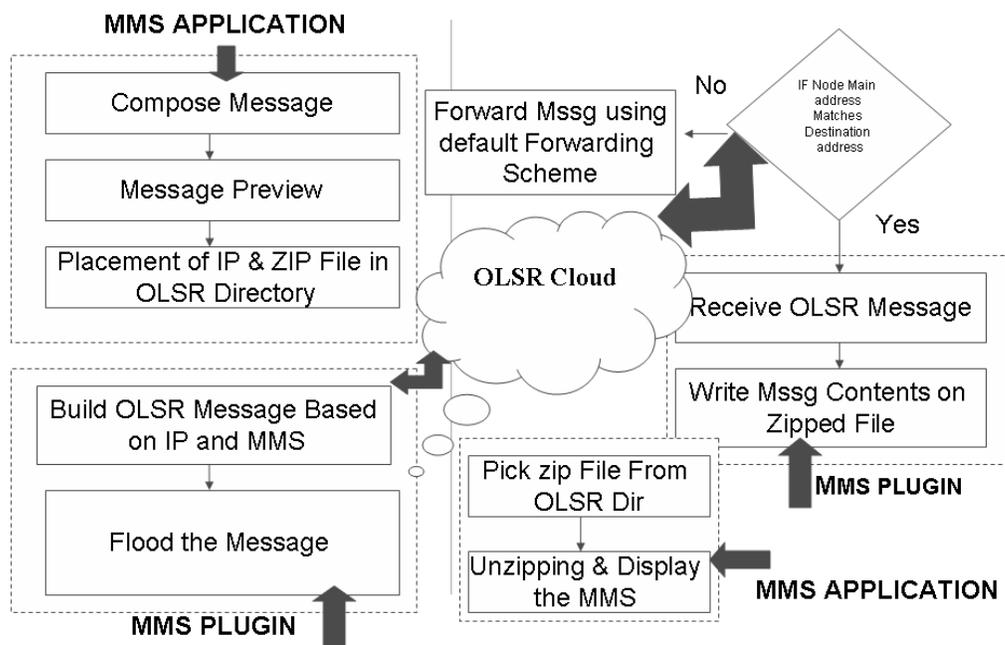 MMS APPLICATION
Compose Message
Message Preview
Placement of IP & ZIP File in
OLSR Directory
Build OLSR Message Based
on IP and MMS
Flood the Message
MMS PLUGIN
Forward Mssg using
default Forwarding
Scheme
No
IF Node Main
address
Matches
Destination
address
Yes
OLSR Cloud
Receive OLSR Message
Write Mssg Contents on
Zipped File
MMS PLUGIN
Pick zip File From
OLSR Dir
Unzipping & Display
the MMS
MMS APPLICATION